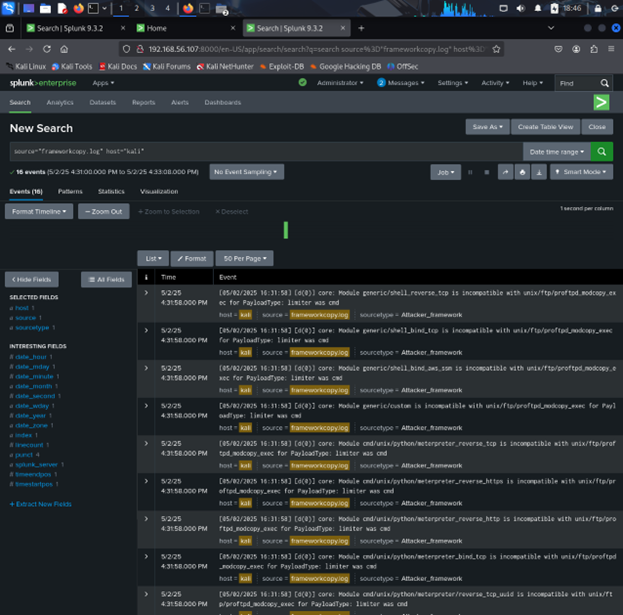 1 2 3 4
18:46
Search | Splunk 9.3.2
Home
Search | Splunk 9.3.2
192.168.56.107:8000/en-US/app/search/search?q=search source%3D"frameworkcopy.log" host%3D"k
Kali Linux Kali Tools Kali Docs Kali Forums Kali NetHunter Exploit-DB Google Hacking DB OffSec
splunk>enterprise Apps Administrator 2 Messages Settings Activity Help Find
Search Analytics Datasets Reports Alerts Dashboards
New Search
Save As Create Table View Close
source="frameworkcopy.log" host="kali"
Date time range
16 events (5/2/25 4:31:00.000 PM to 5/2/25 4:33:08.000 PM) No Event Sampling Job Smart Mode
Events (16) Patterns Statistics Visualization
Format Timeline – Zoom Out + Zoom to Selection × Deselect
1 second per column
List Format 50 Per Page
< Hide Fields All Fields
i Time Event
SELECTED FIELDS
a host 1
a source 1
a sourcetype 1
INTERESTING FIELDS
# date_hour 1
# date_mday 1
# date_minute 1
a date_month 1
# date_second 1
a date_wday 1
# date_year 1
a date_zone 1
a index 1
# linecount 1
a punct 4
a splunk_server 1
# timeendpos 1
# timestartpos 1
+ Extract New Fields
5/2/25 4:31:58.000 PM
[05/02/2025 16:31:58] [d(0)] core: Module generic/shell_reverse_tcp is incompatible with unix/ftp/proftpd_modcopy_ex
ec for PayloadType: limiter was cmd
host = kali source = frameworkcopy.log sourcetype = Attacker_framework
5/2/25 4:31:58.000 PM
[05/02/2025 16:31:58] [d(0)] core: Module generic/shell_bind_tcp is incompatible with unix/ftp/proftpd_modcopy_exec
for PayloadType: limiter was cmd
host = kali source = frameworkcopy.log sourcetype = Attacker_framework
5/2/25 4:31:58.000 PM
[05/02/2025 16:31:58] [d(0)] core: Module generic/shell_bind_aws_ssm is incompatible with unix/ftp/proftpd_modcopy_e
xec for PayloadType: limiter was cmd
host = kali source = frameworkcopy.log sourcetype = Attacker_framework
5/2/25 4:31:58.000 PM
[05/02/2025 16:31:58] [d(0)] core: Module generic/custom is incompatible with unix/ftp/proftpd_modcopy_exec for Pay
loadType: limiter was cmd
host = kali source = frameworkcopy.log sourcetype = Attacker_framework
5/2/25 4:31:58.000 PM
[05/02/2025 16:31:58] [d(0)] core: Module cmd/unix/python/meterpreter_reverse_tcp is incompatible with unix/ftp/prof
tpd_modcopy_exec for PayloadType: limiter was cmd
host = kali source = frameworkcopy.log sourcetype = Attacker_framework
5/2/25 4:31:58.000 PM
[05/02/2025 16:31:58] [d(0)] core: Module cmd/unix/python/meterpreter_reverse_https is incompatible with unix/ftp/pr
oftpd_modcopy_exec for PayloadType: limiter was cmd
host = kali source = frameworkcopy.log sourcetype = Attacker_framework
5/2/25 4:31:58.000 PM
[05/02/2025 16:31:58] [d(0)] core: Module cmd/unix/python/meterpreter_reverse_http is incompatible with unix/ftp/pro
ftpd_modcopy_exec for PayloadType: limiter was cmd
host = kali source = frameworkcopy.log sourcetype = Attacker_framework
5/2/25 4:31:58.000 PM
[05/02/2025 16:31:58] [d(0)] core: Module cmd/unix/python/meterpreter_bind_tcp is incompatible with unix/ftp/proftpd
_modcopy_exec for PayloadType: limiter was cmd
host = kali source = frameworkcopy.log sourcetype = Attacker_framework
5/2/25 4:31:58.000 PM
[05/02/2025 16:31:58] [d(0)] core: Module cmd/unix/python/meterpreter/reverse_tcp_uuid is incompatible with unix/ft
p/proftpd_modcopy_exec for PayloadType: limiter was cmd
host = kali source = frameworkcopy.log sourcetype = Attacker_framework